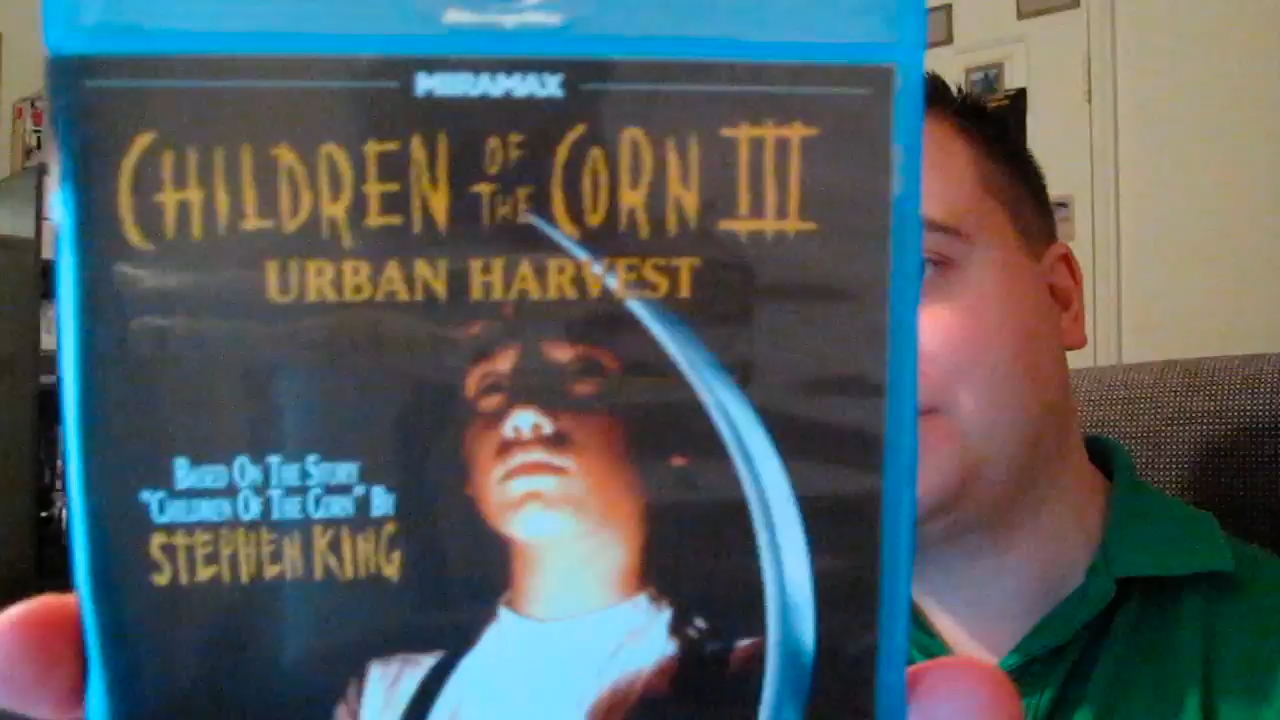 MIRAMAX
CHILDREN OF THE CORN III
URBAN HARVEST
BASED ON THE STORY
"CHILDREN OF THE CORN" BY
STEPHEN KING